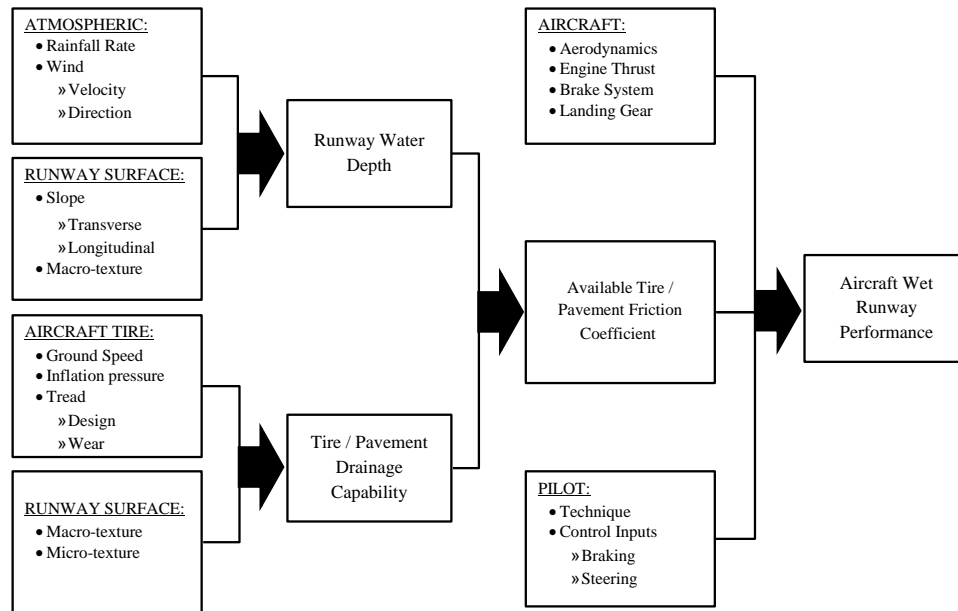 ATMOSPHERIC:
• Rainfall Rate
• Wind
» Velocity
» Direction
RUNWAY SURFACE:
• Slope
» Transverse
» Longitudinal
• Macro-texture
AIRCRAFT TIRE:
• Ground Speed
• Inflation pressure
• Tread
» Design
» Wear
RUNWAY SURFACE:
• Macro-texture
• Micro-texture
Runway Water
Depth
Tire / Pavement
Drainage
Capability
AIRCRAFT:
• Aerodynamics
• Engine Thrust
• Brake System
• Landing Gear
Available Tire /
Pavement Friction
Coefficient
PILOT:
• Technique
• Control Inputs
» Braking
» Steering
Aircraft Wet
Runway
Performance